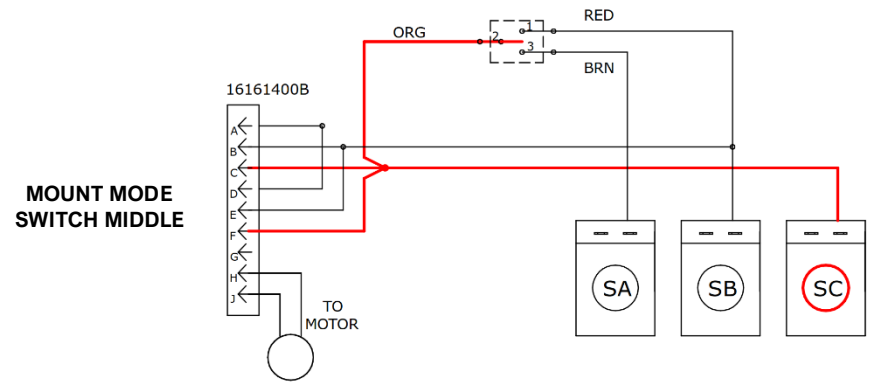 RED
ORG
1
2
3
BRN
16161400B
A
B
C
D
E
F
G
H
J
MOUNT MODE
SWITCH MIDDLE
TO
MOTOR
SA
SB
SC